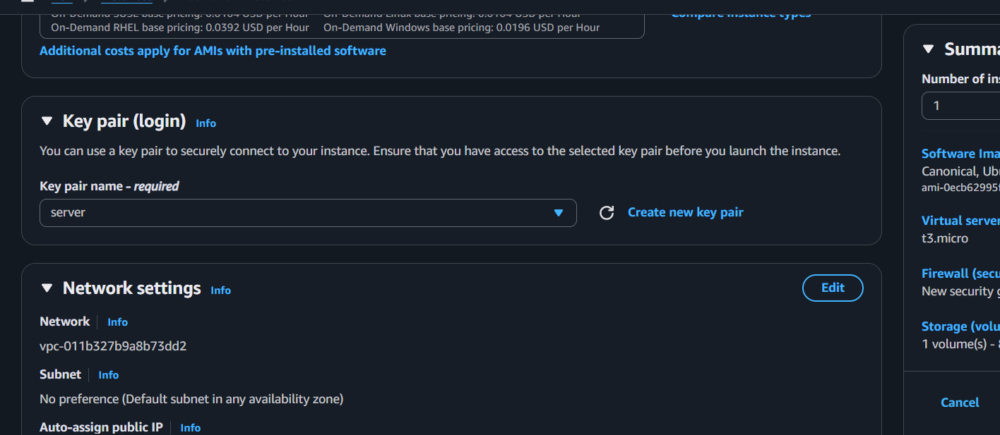 On-Demand SUSE base pricing: 0.0104 USD per Hour On-Demand Linux base pricing: 0.0104 USD per Hour
Compare instance types
On-Demand RHEL base pricing: 0.0392 USD per Hour On-Demand Windows base pricing: 0.0196 USD per Hour
Additional costs apply for AMIs with pre-installed software
Key pair (login) Info
You can use a key pair to securely connect to your instance. Ensure that you have access to the selected key pair before you launch the instance.
Key pair name - required
server
Create new key pair
Network settings Info
Edit
Network Info
vpc-011b327b9a8b73dd2
Subnet Info
No preference (Default subnet in any availability zone)
Auto-assign public IP Info
Summa
Number of ins
1
Software Ima
Canonical, Ubu
ami-0ecb62995f
Virtual server
t3.micro
Firewall (secu
New security g
Storage (volu
1 volume(s) - 8
Cancel